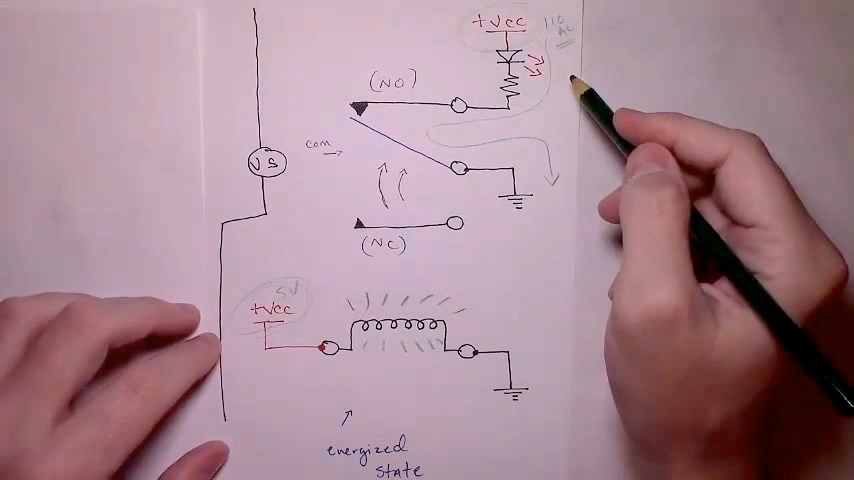 +Vcc
110
AC
(NO)
VS
com
(NC)
5V
+Vcc
energized
state